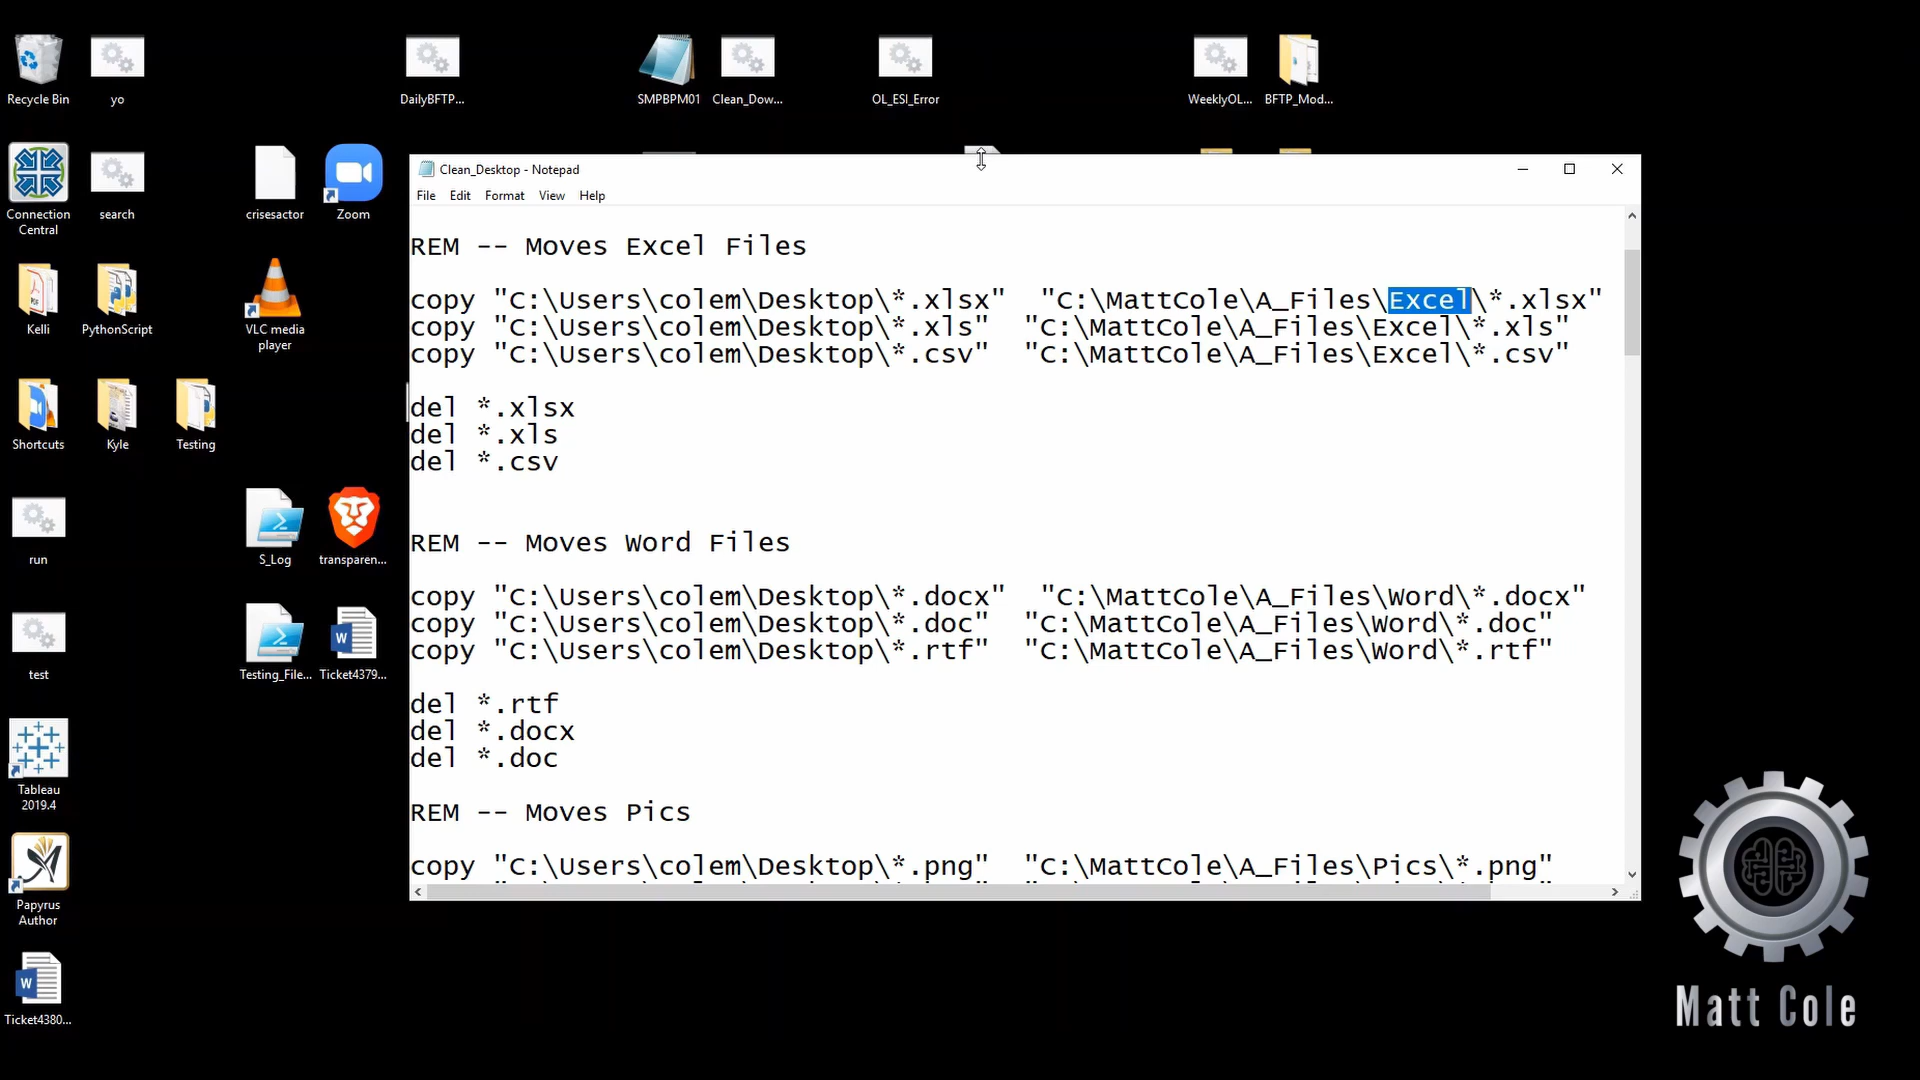 Recycle Bin
yo
DailyBFTP...
SMPBPM01
Clean_Dow...
OL_ESI_Error
WeeklyOL...
BFTP_Mod...
Connection
Central
search
crisesactor
Zoom
Kelli
PythonScript
VLC media
player
Shortcuts
Kyle
Testing
run
S_Log
transparen...
test
Testing_File...
Ticket4379...
Tableau
2019.4
Papyrus
Author
Ticket4380...
Clean_Desktop - Notepad
File Edit Format View Help
REM -- Moves Excel Files
copy "C:\Users\colem\Desktop\*.xlsx"  "C:\MattCole\A_Files\Excel\*.xlsx"
copy "C:\Users\colem\Desktop\*.xls"  "C:\MattCole\A_Files\Excel\*.xls"
copy "C:\Users\colem\Desktop\*.csv"  "C:\MattCole\A_Files\Excel\*.csv"
del *.xlsx
del *.xls
del *.csv
REM -- Moves Word Files
copy "C:\Users\colem\Desktop\*.docx"  "C:\MattCole\A_Files\Word\*.docx"
copy "C:\Users\colem\Desktop\*.doc"  "C:\MattCole\A_Files\Word\*.doc"
copy "C:\Users\colem\Desktop\*.rtf"  "C:\MattCole\A_Files\Word\*.rtf"
del *.rtf
del *.docx
del *.doc
REM -- Moves Pics
copy "C:\Users\colem\Desktop\*.png"  "C:\MattCole\A_Files\Pics\*.png"
Matt Cole